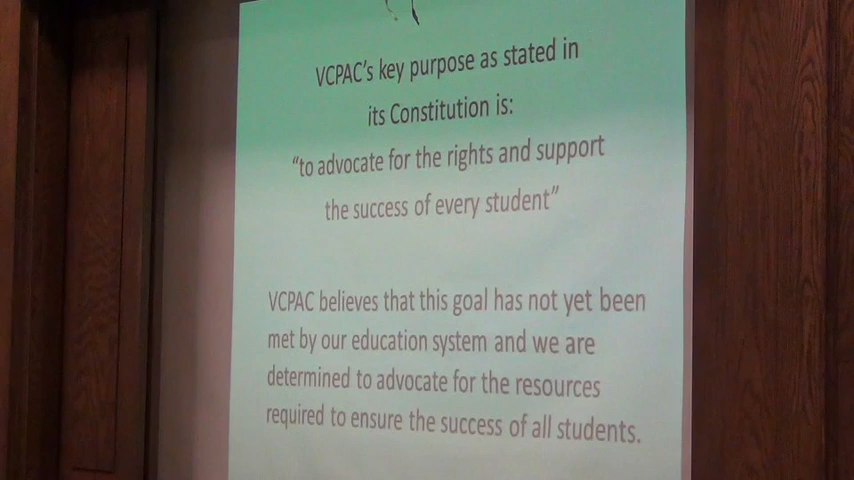 VCPAC's key purpose as stated in
its Constitution is:
"to advocate for the rights and support
the success of every student"
VCPAC believes that this goal has not yet been
met by our education system and we are
determined to advocate for the resources
required to ensure the success of all students.